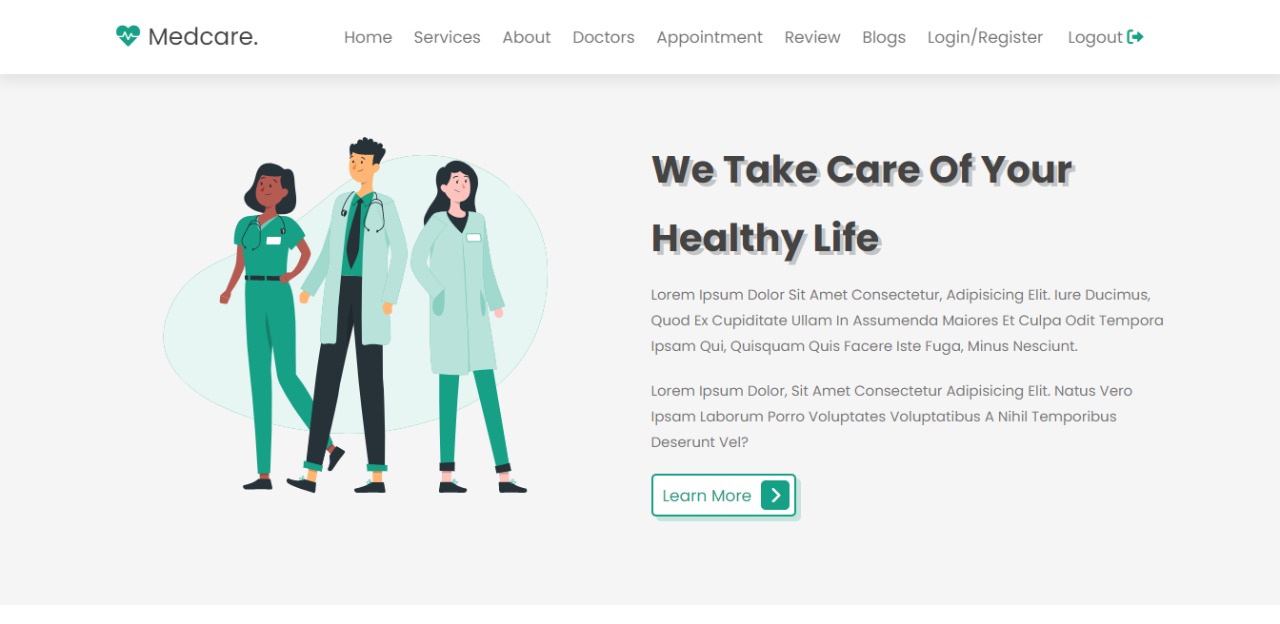 Medcare.
Home Services About Doctors Appointment Review Blogs Login/Register Logout
We Take Care Of Your
Healthy Life
Lorem Ipsum Dolor Sit Amet Consectetur, Adipisicing Elit. Iure Ducimus,
Quod Ex Cupiditate Ullam In Assumenda Maiores Et Culpa Odit Tempora
Ipsam Qui, Quisquam Quis Facere Iste Fuga, Minus Nesciunt.
Lorem Ipsum Dolor, Sit Amet Consectetur Adipisicing Elit. Natus Vero
Ipsam Laborum Porro Voluptates Voluptatibus A Nihil Temporibus
Deserunt Vel?
Learn More